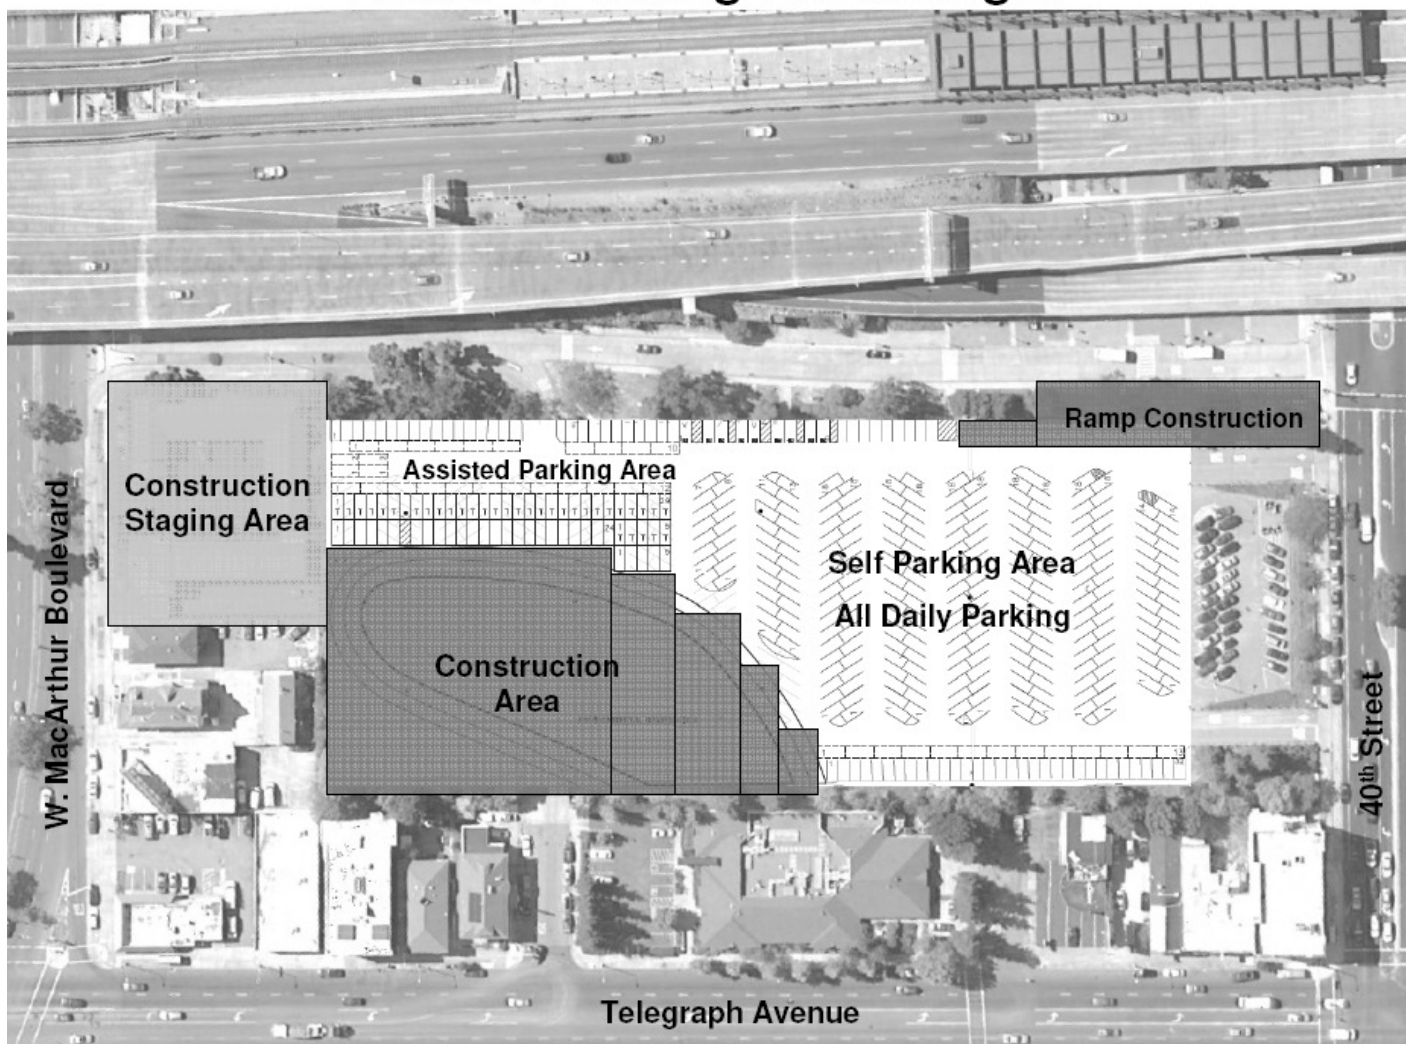 Ramp Construction
Assisted Parking Area
Construction
Staging Area
Self Parking Area
All Daily Parking
Construction
Area
W. MacArthur Boulevard
40th Street
Telegraph Avenue